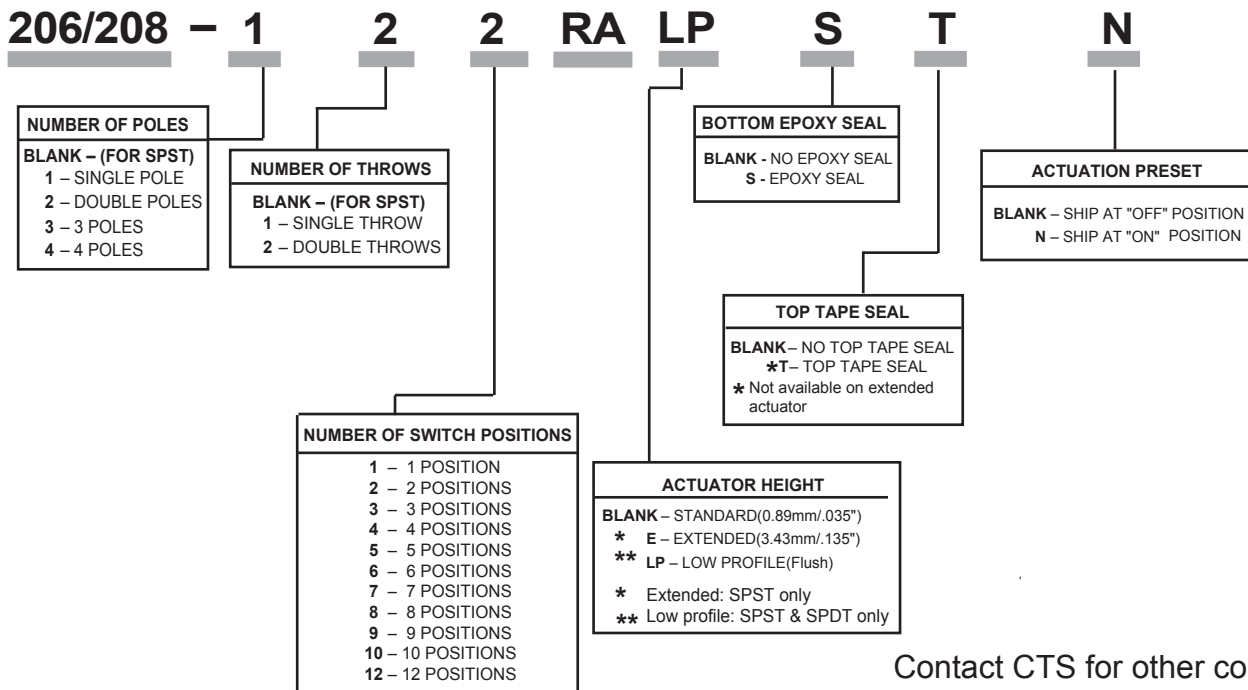 206/208 – 1 2 2 RA LP S T N
NUMBER OF POLES
BLANK – (FOR SPST)
1 – SINGLE POLE
2 – DOUBLE POLES
3 – 3 POLES
4 – 4 POLES
NUMBER OF THROWS
BLANK – (FOR SPST)
1 – SINGLE THROW
2 – DOUBLE THROWS
BOTTOM EPOXY SEAL
BLANK - NO EPOXY SEAL
S - EPOXY SEAL
ACTUATION PRESET
BLANK – SHIP AT "OFF" POSITION
N – SHIP AT "ON" POSITION
TOP TAPE SEAL
BLANK– NO TOP TAPE SEAL
*T– TOP TAPE SEAL
* Not available on extended
actuator
NUMBER OF SWITCH POSITIONS
1 – 1 POSITION
2 – 2 POSITIONS
3 – 3 POSITIONS
4 – 4 POSITIONS
5 – 5 POSITIONS
6 – 6 POSITIONS
7 – 7 POSITIONS
8 – 8 POSITIONS
9 – 9 POSITIONS
10 – 10 POSITIONS
12 – 12 POSITIONS
ACTUATOR HEIGHT
BLANK – STANDARD(0.89mm/.035")
* E – EXTENDED(3.43mm/.135")
** LP – LOW PROFILE(Flush)
* Extended: SPST only
** Low profile: SPST & SPDT only
Contact CTS for other co